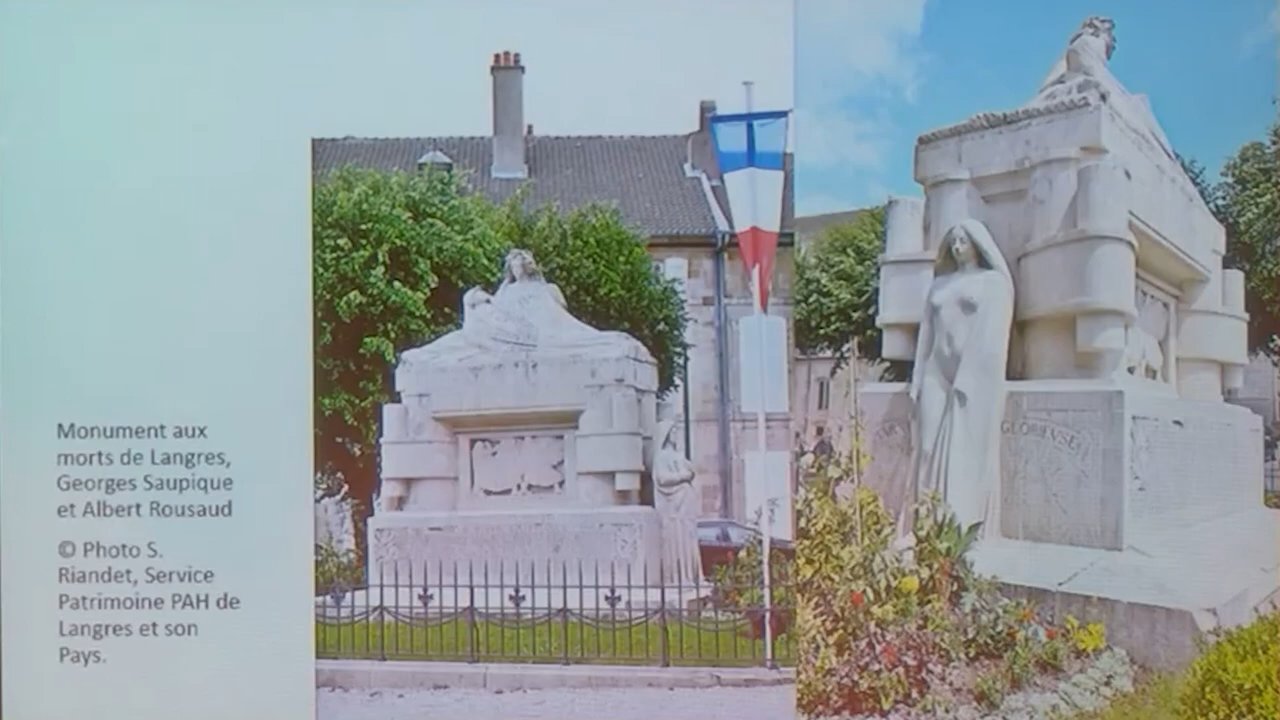 Monument aux
morts de Langres,
Georges Saupique
et Albert Rousaud
© Photo S.
Riandet, Service
Patrimoine PAH de
Langres et son
Pays.
GLORIEUSE